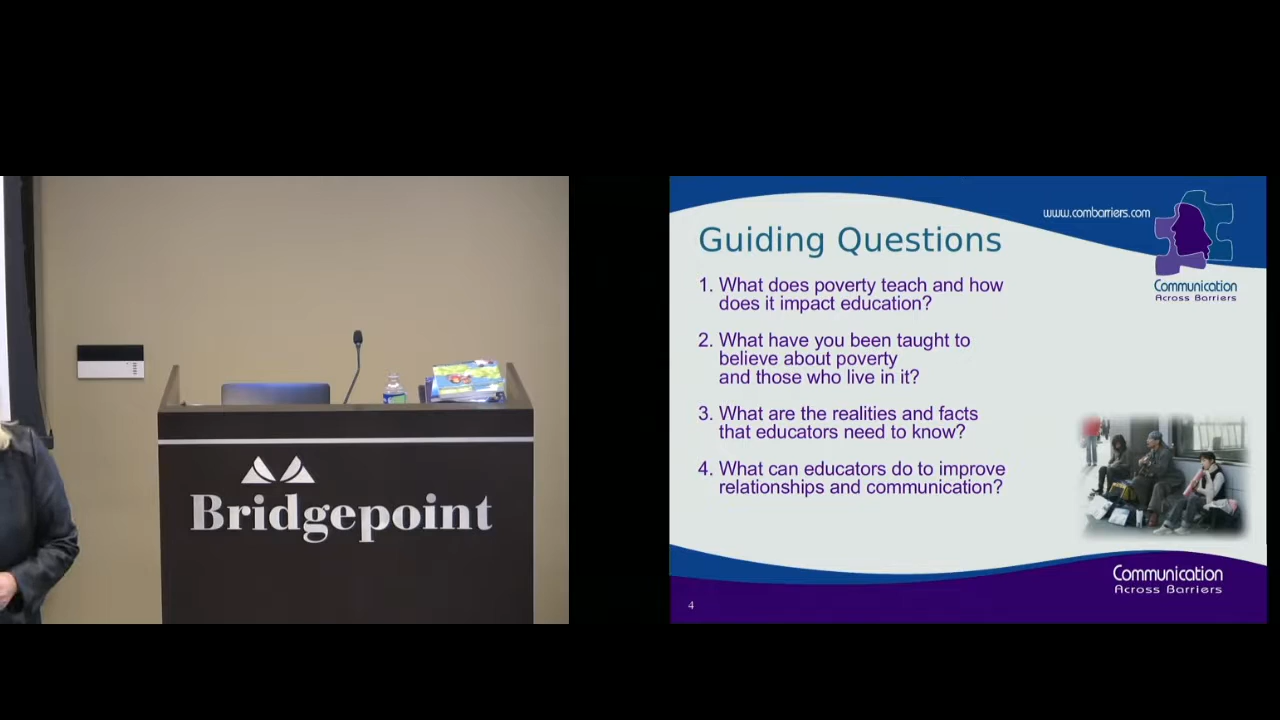 Bridgepoint
www.combarriers.com
Guiding Questions
Communication
Across Barriers
1. What does poverty teach and how
does it impact education?
2. What have you been taught to
believe about poverty
and those who live in it?
3. What are the realities and facts
that educators need to know?
4. What can educators do to improve
relationships and communication?
Communication
Across Barriers
4